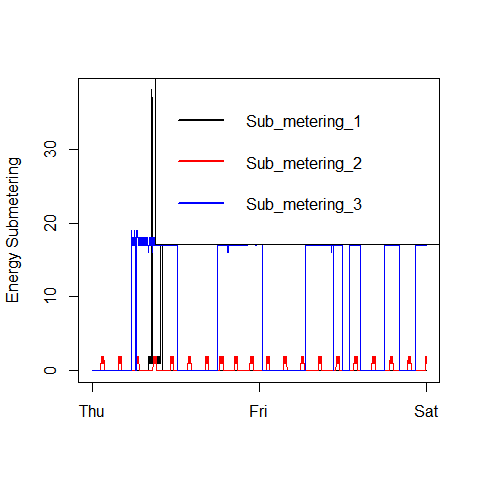 Energy Submetering
30
20
10
0
Sub_metering_1
Sub_metering_2
Sub_metering_3
Thu Fri Sat